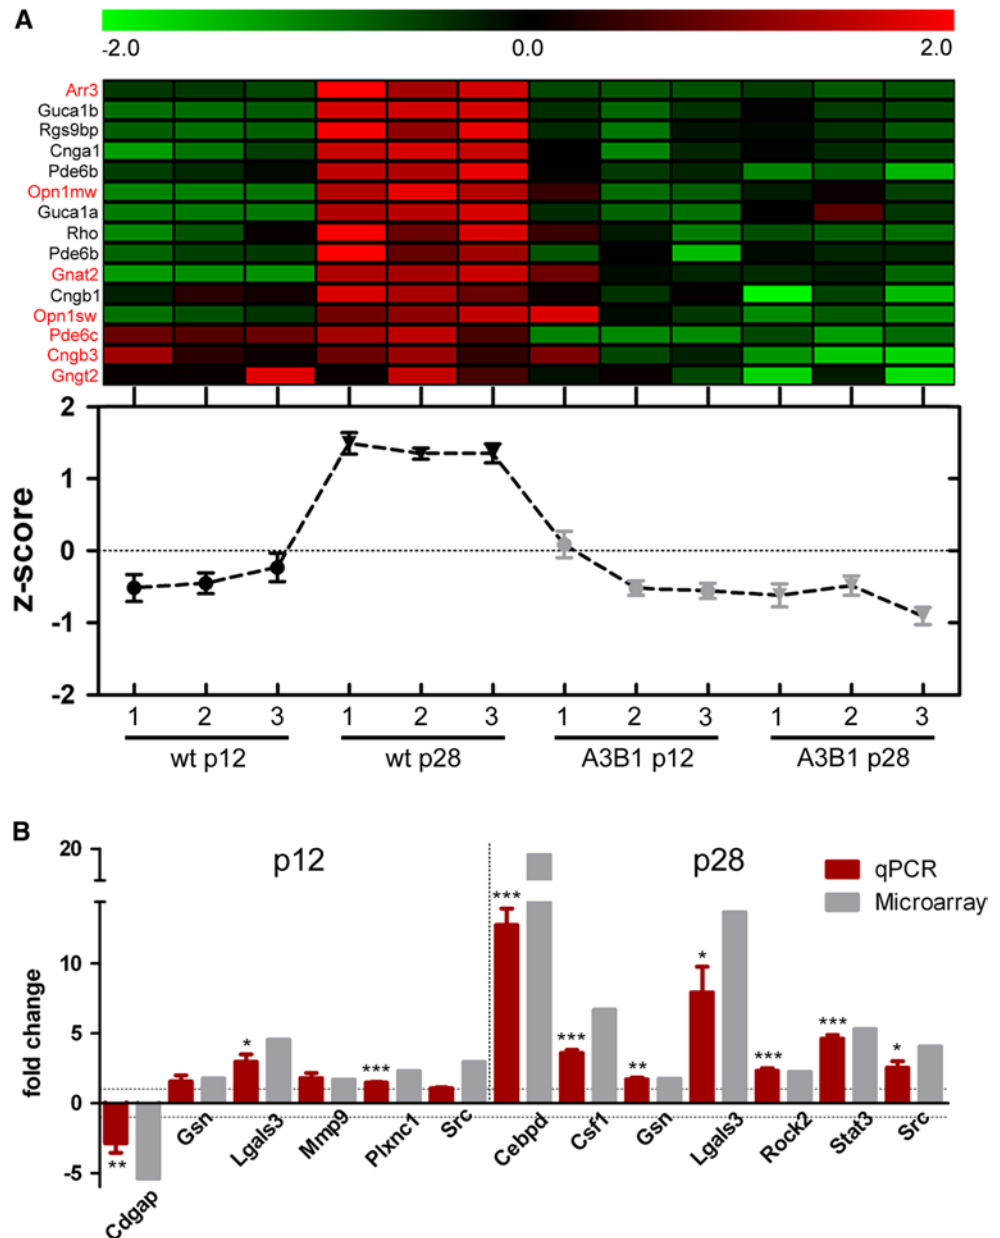 A
-2.0 0.0 2.0
Arr3
Guca1b
Rgs9bp
Cnga1
Pde6b
Opn1mw
Guca1a
Rho
Pde6b
Gnat2
Cngb1
Opn1sw
Pde6c
Cngb3
Gngt2
2
1
0
-1
-2
z-score
1 2 3 1 2 3 1 2 3 1 2 3
wt p12 wt p28 A3B1 p12 A3B1 p28
B
p12 p28
qPCR
Microarray
20
10
5
0
-5
fold change
** * *** *** *** ** * *** *** *
Cdgap Gsn Lgals3 Mmp9 Plxnc1 Src Cebpd Csf1 Gsn Lgals3 Rock2 Stat3 Src